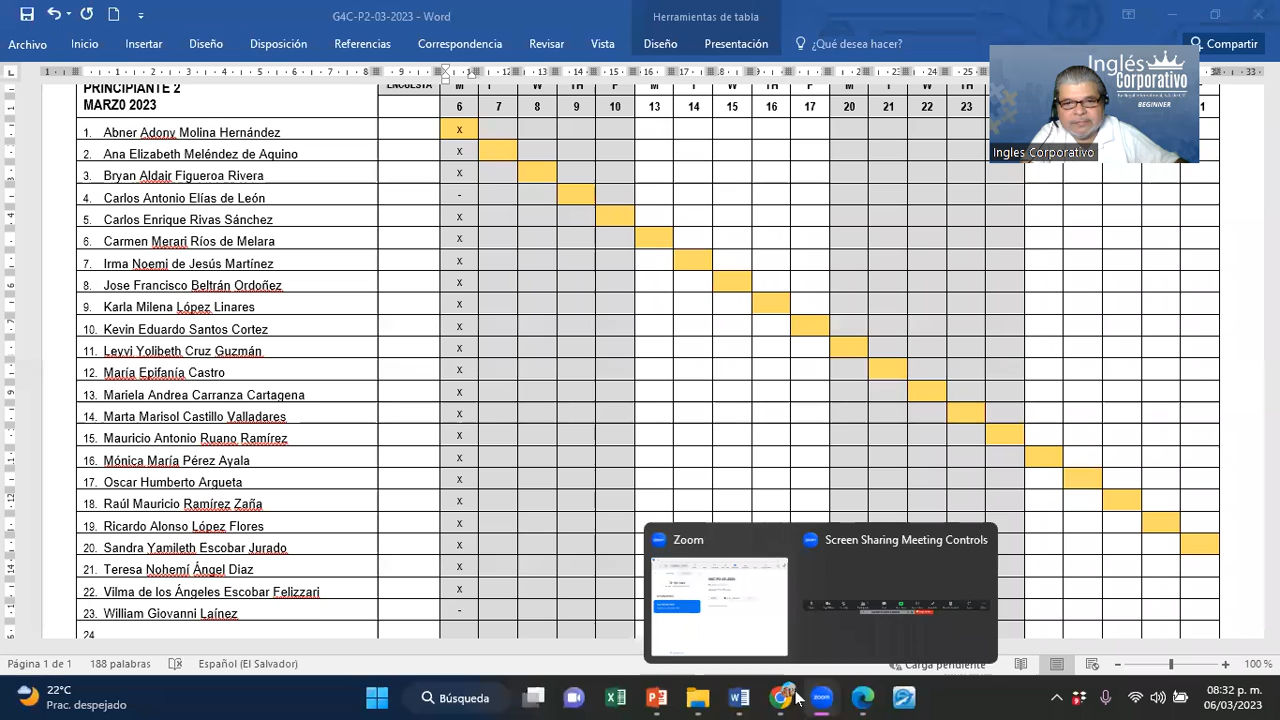 G4C-P2-03-2023 - Word
Herramientas de tabla
Archivo Inicio Insertar Diseño Disposición Referencias Correspondencia Revisar Vista Diseño Presentación ¿Qué desea hacer? Compartir
Inglés
Corporativo
BEGINNER
Ingles Corporativo
PRINCIPIANTE 2 ENCUESTA M T W TH F M T W TH F M T W TH
MARZO 2023 6 7 8 9 10 13 14 15 16 17 20 21 22 23
1. Abner Adony Molina Hernández x
2. Ana Elizabeth Meléndez de Aquino x
3. Bryan Aldair Figueroa Rivera x
4. Carlos Antonio Elías de León -
5. Carlos Enrique Rivas Sánchez x
6. Carmen Merari Ríos de Melara x
7. Irma Noemi de Jesús Martínez x
8. Jose Francisco Beltrán Ordoñez x
9. Karla Milena López Linares x
10. Kevin Eduardo Santos Cortez x
11. Leyvi Yolibeth Cruz Guzmán x
12. María Epifanía Castro x
13. Mariela Andrea Carranza Cartagena x
14. Marta Marisol Castillo Valladares x
15. Mauricio Antonio Ruano Ramírez x
16. Mónica María Pérez Ayala x
17. Oscar Humberto Argueta x
18. Raúl Mauricio Ramírez Zaña x
19. Ricardo Alonso López Flores x
20. Sandra Yamileth Escobar Jurado x
21. Teresa Nohemí Ángel Diaz x
22. Vilma de los Ángeles Escobar Folgari x
23. William Giovanni Laínez x
24.
Zoom Screen Sharing Meeting Controls
Página 1 de 1 188 palabras Español (El Salvador) Carga pendiente 100 %
22°C
Prac. despejado
Búsqueda
08:32 p. m.
06/03/2023